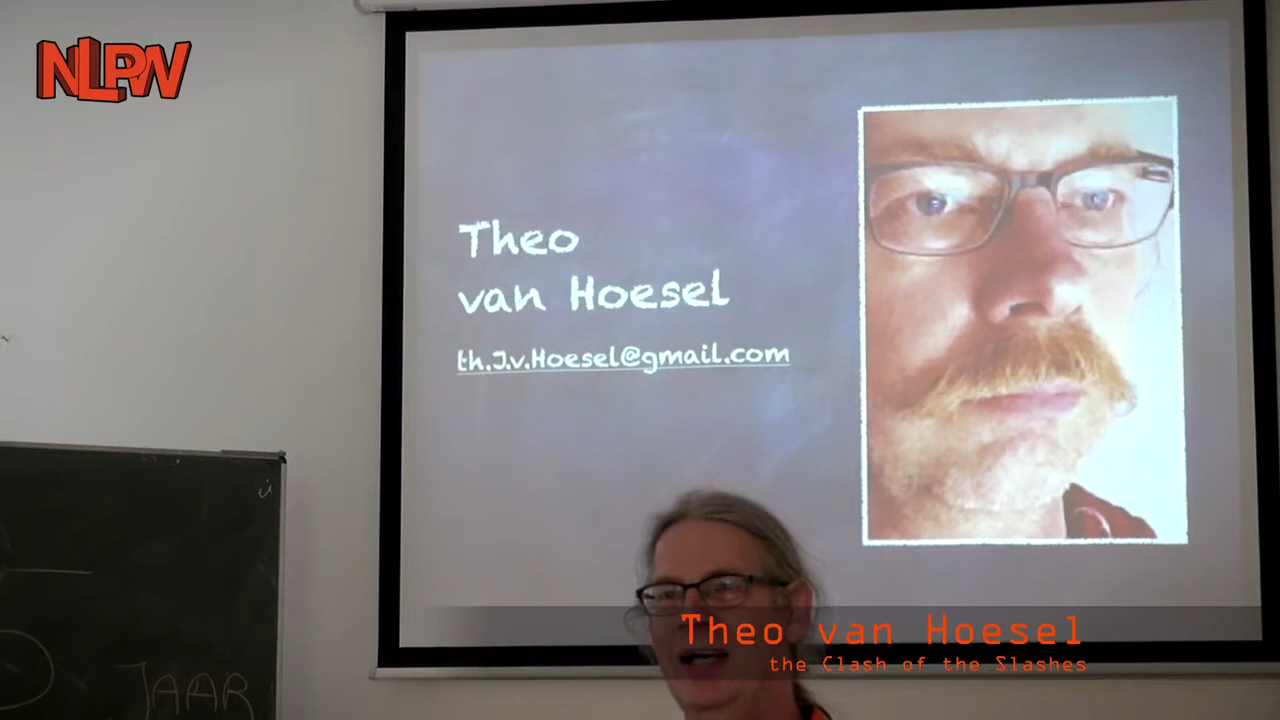 NLPW
Theo
van Hoesel
th.J.v.Hoesel@gmail.com
JAAR
Theo van Hoesel
the Clash of the Slashes